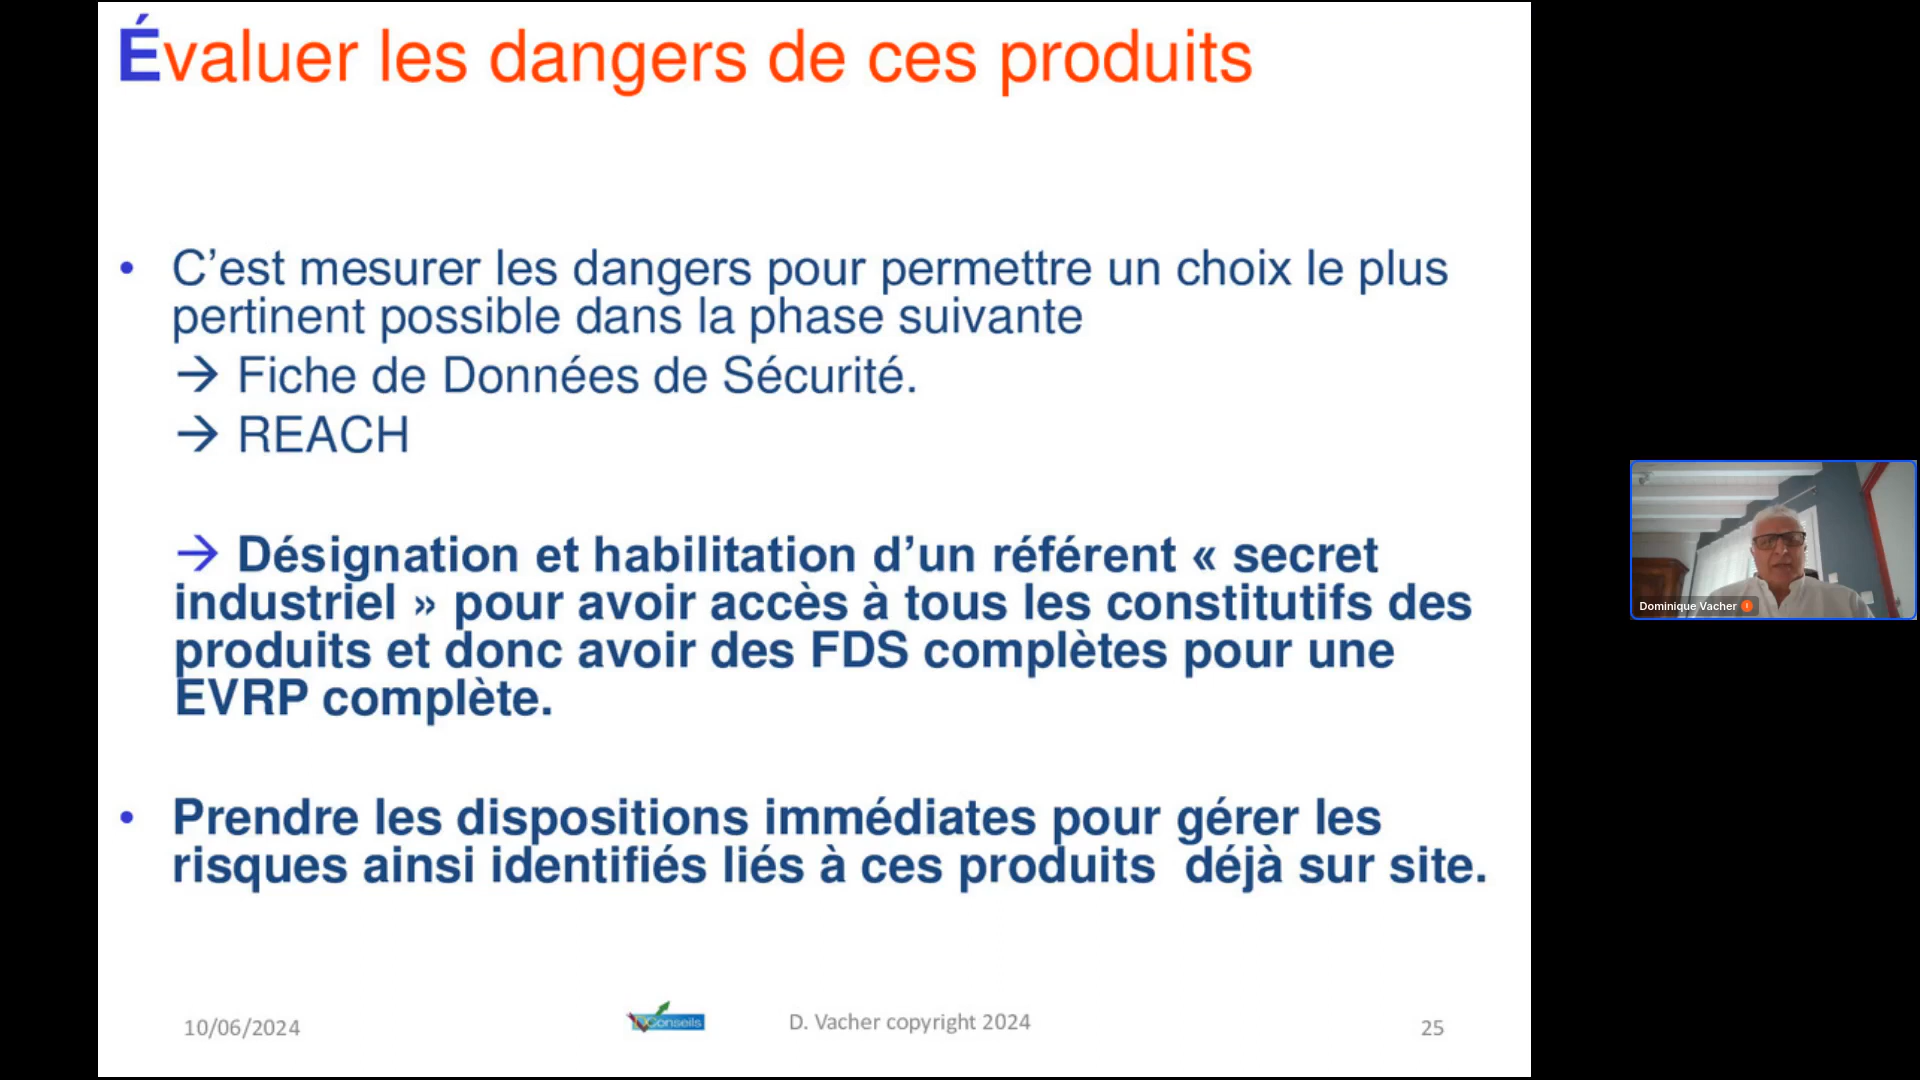 Évaluer les dangers de ces produits
• C’est mesurer les dangers pour permettre un choix le plus
pertinent possible dans la phase suivante
→ Fiche de Données de Sécurité.
→ REACH
→ Désignation et habilitation d’un référent « secret
industriel » pour avoir accès à tous les constitutifs des
produits et donc avoir des FDS complètes pour une
EVRP complète.
• Prendre les dispositions immédiates pour gérer les
risques ainsi identifiés liés à ces produits  déjà sur site.
10/06/2024
Conseils
D. Vacher copyright 2024
25
Dominique Vacher